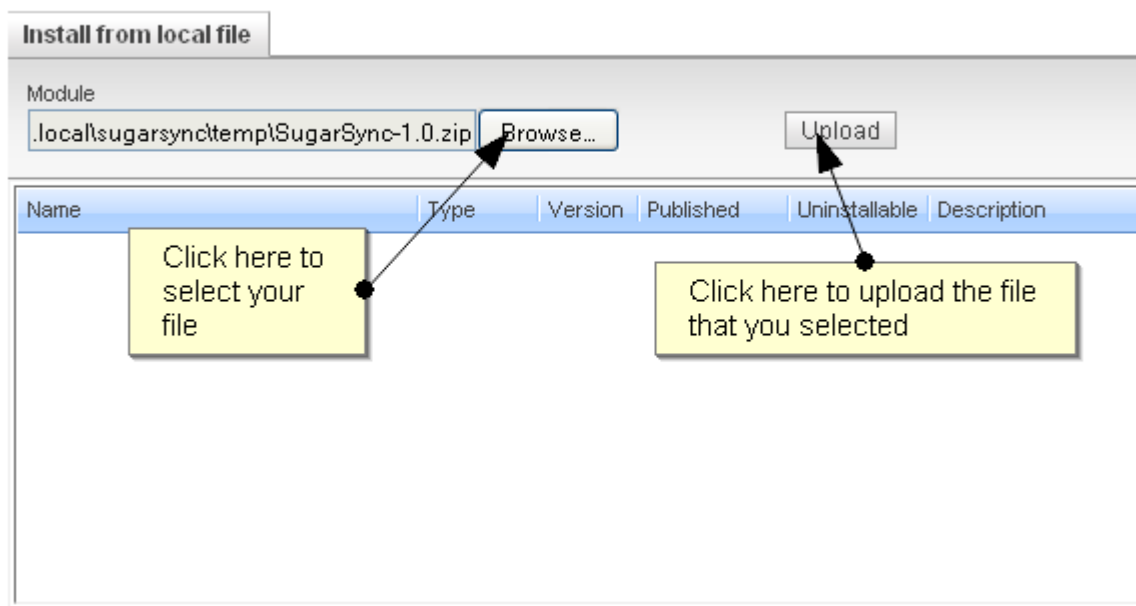 Install from local file
Module
.local\sugarsync\temp\SugarSync-1.0.zip Browse... Upload
Name Type Version Published Uninstallable Description
Click here to
select your
file
Click here to upload the file
that you selected